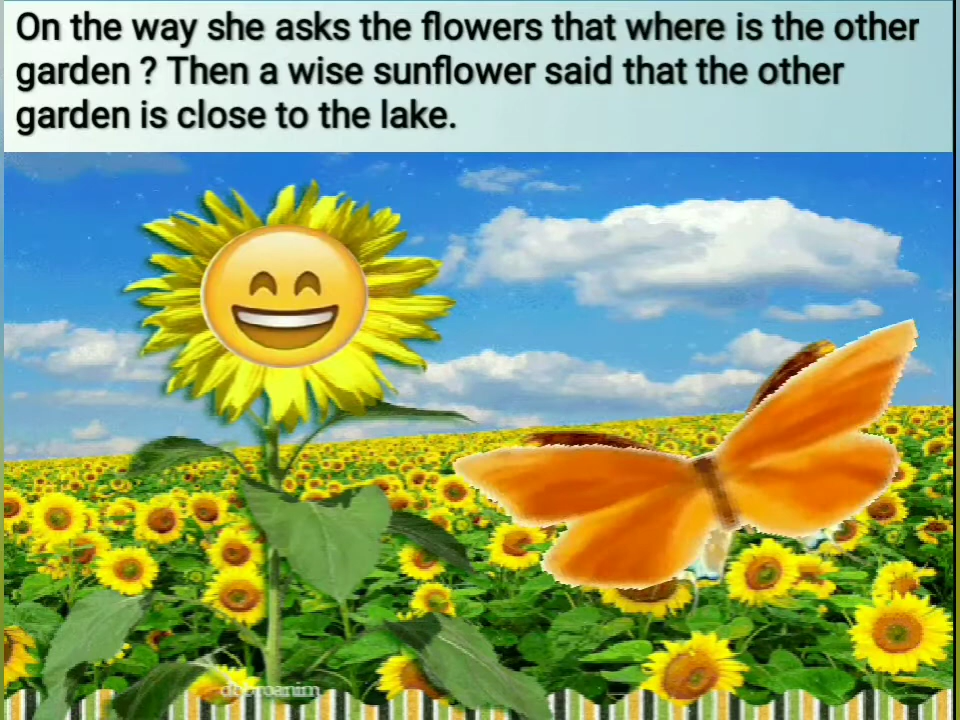 On the way she asks the flowers that where is the other
garden ? Then a wise sunflower said that the other
garden is close to the lake.
dobroanim